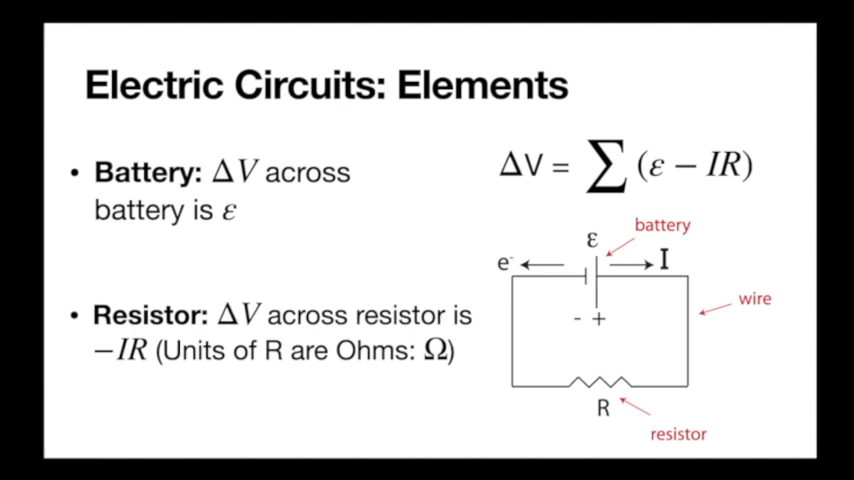 Electric Circuits: Elements
• Battery: ΔV across
battery is ε
• Resistor: ΔV across resistor is
−IR (Units of R are Ohms: Ω)
ΔV = ∑ (ε − IR)
battery
ε
e⁻
I
wire
- +
R
resistor